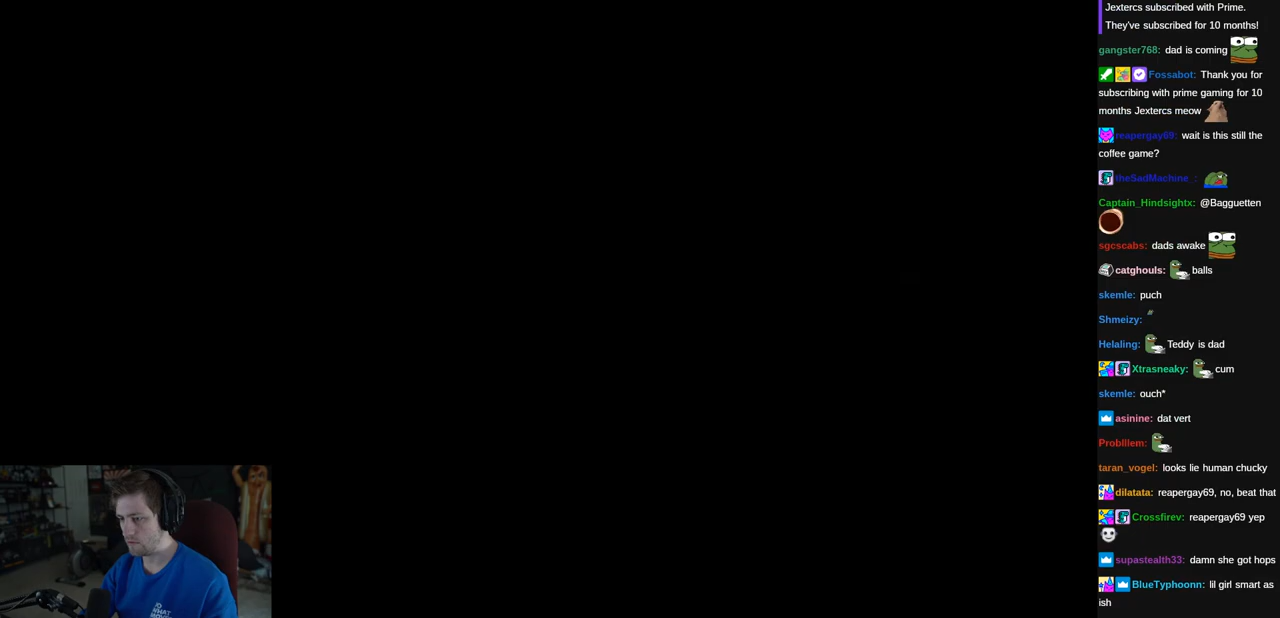 Jextercs subscribed with Prime.
They've subscribed for 10 months!
gangster768: dad is coming
Fossabot: Thank you for
subscribing with prime gaming for 10
months Jextercs meow
reapergay69: wait is this still the
coffee game?
theSadMachine_:
Captain_Hindsightx: @Bagguetten
sgcscabs: dads awake
catghouls: balls
skemle: puch
Shmeizy:
Helaling: Teddy is dad
Xtrasneaky: cum
skemle: ouch*
asinine: dat vert
Problllem:
taran_vogel: looks lie human chucky
dilatata: reapergay69, no, beat that
Crossfirev: reapergay69 yep
supastealth33: damn she got hops
BlueTyphoonn: lil girl smart as
ish
WHAT